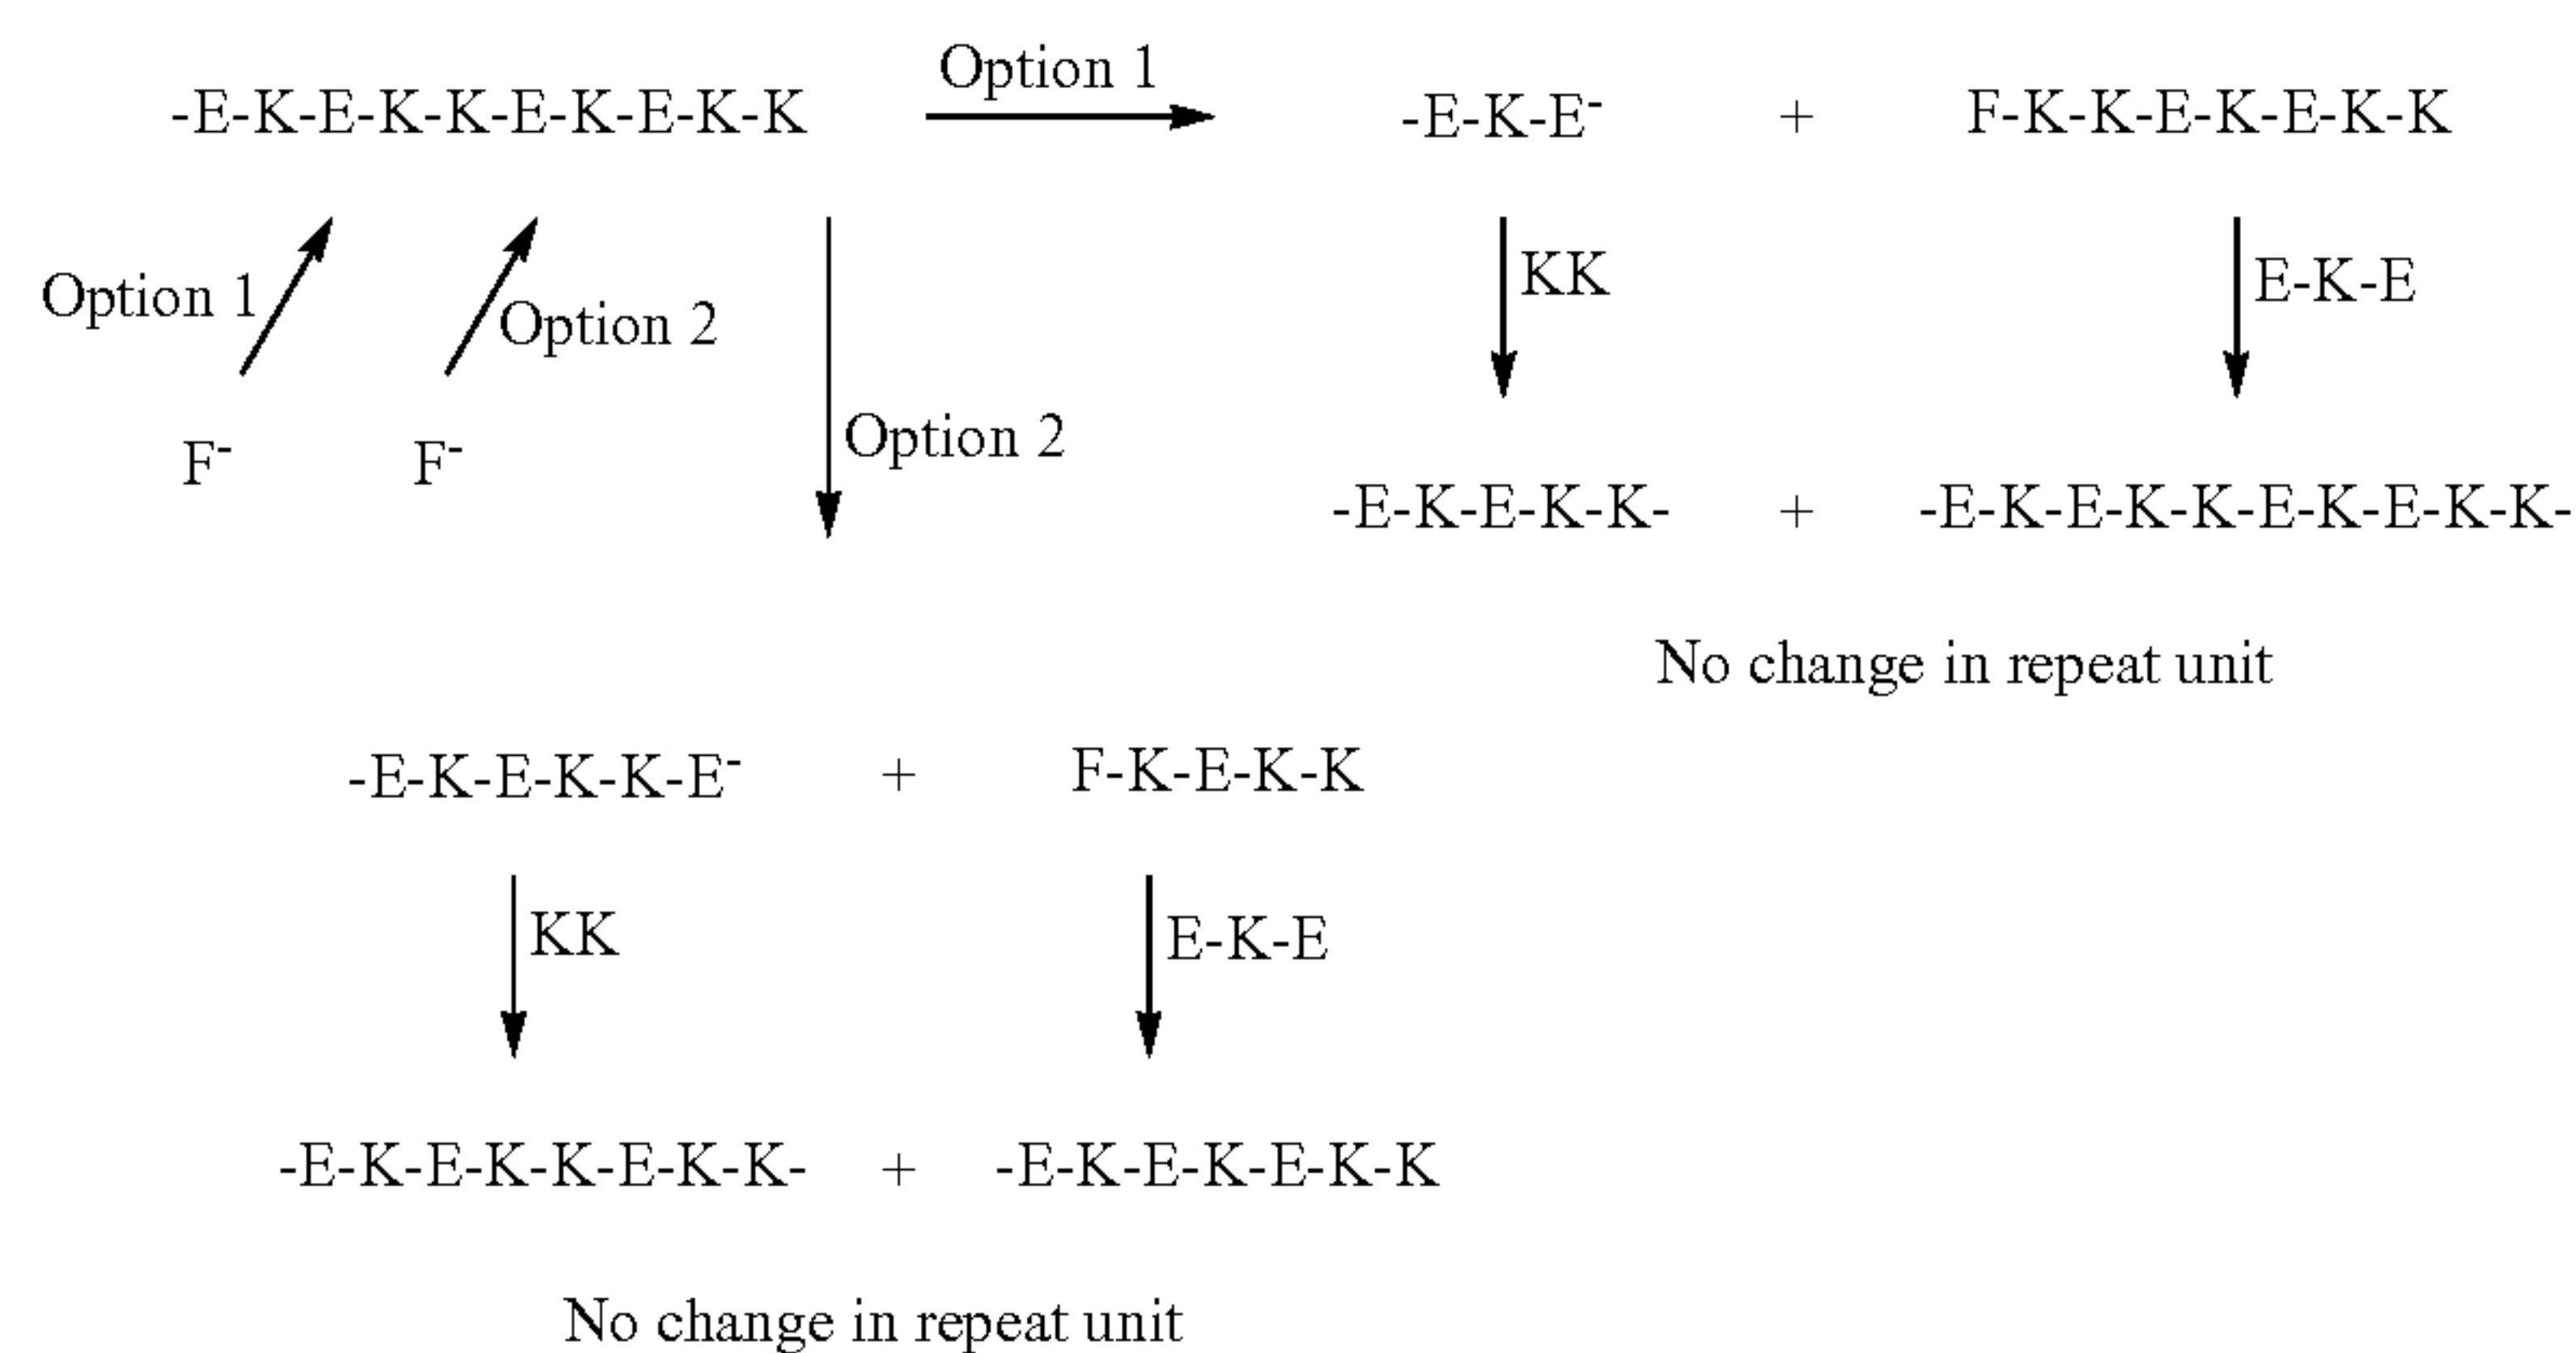 Option 1
-E-K-E-K-K-E-K-E-K-K
-E-K-E⁻ + F-K-K-E-K-E-K-K
Option 1
Option 2
KK
E-K-E
F⁻ F⁻
Option 2
-E-K-E-K-K- + -E-K-E-K-K-E-K-E-K-K-
No change in repeat unit
-E-K-E-K-K-E⁻ + F-K-E-K-K
KK
E-K-E
-E-K-E-K-K-E-K-K- + -E-K-E-K-E-K-K
No change in repeat unit